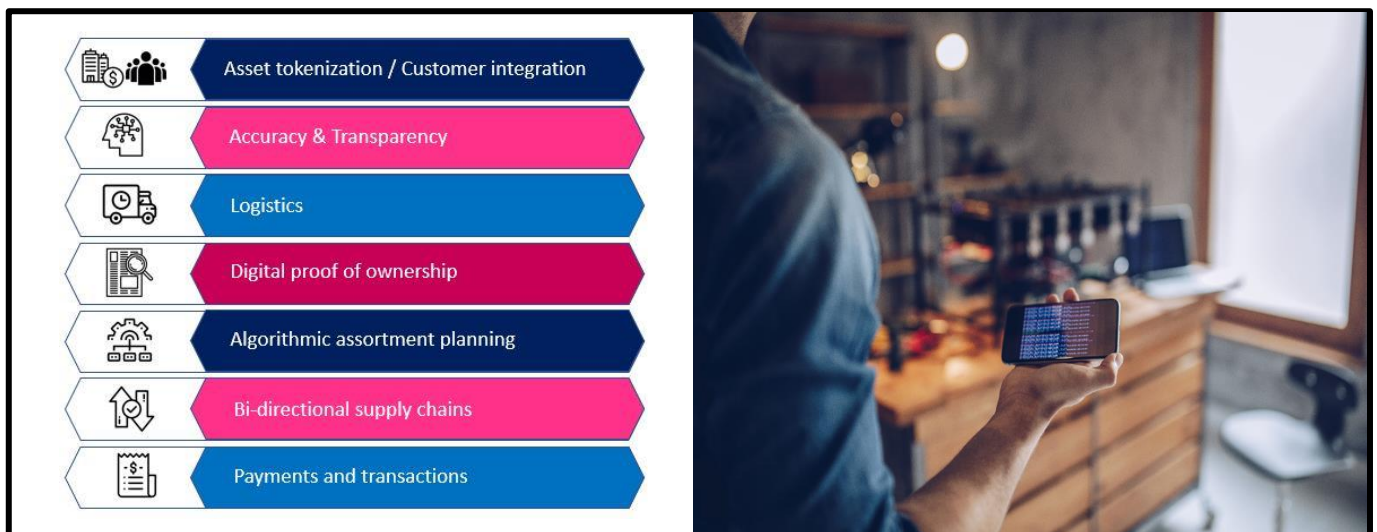 Asset tokenization / Customer integration
Accuracy & Transparency
Logistics
Digital proof of ownership
Algorithmic assortment planning
Bi-directional supply chains
Payments and transactions